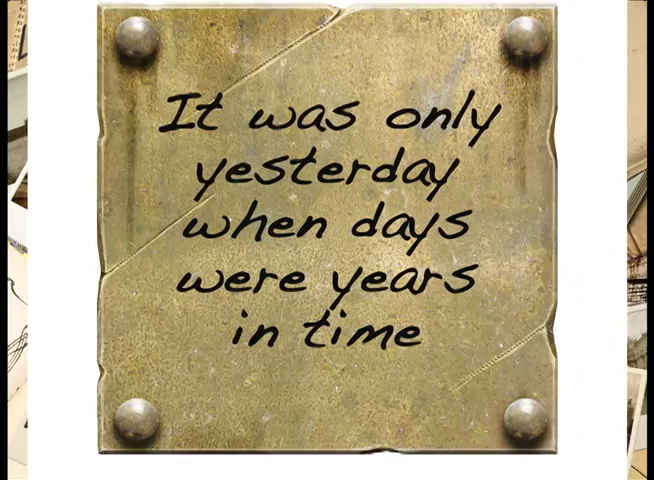 It was only
yesterday
when days
were years
in time